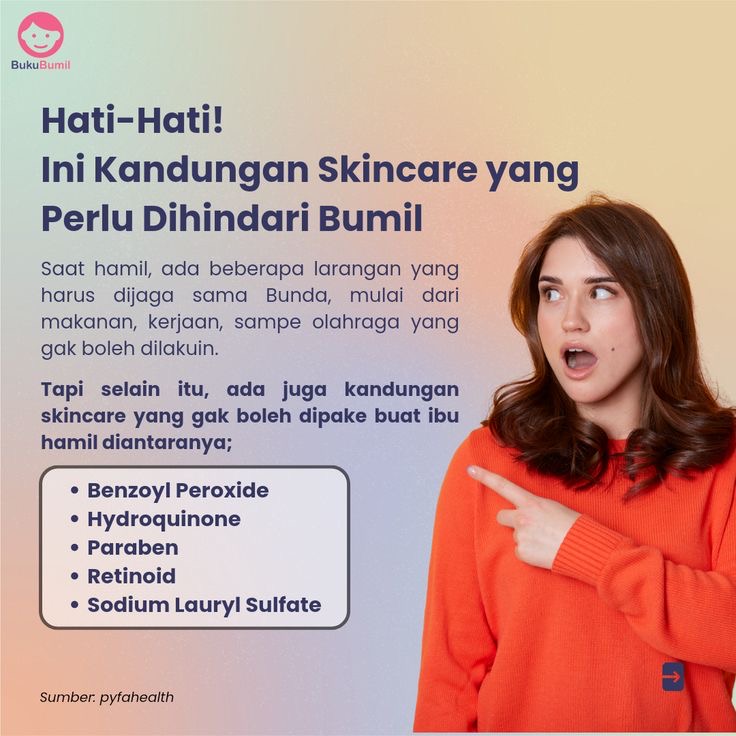 BukuBumil
Hati-Hati!
Ini Kandungan Skincare yang
Perlu Dihindari Bumil
Saat hamil, ada beberapa larangan yang
harus dijaga sama Bunda, mulai dari
makanan, kerjaan, sampe olahraga yang
gak boleh dilakuin.
Tapi selain itu, ada juga kandungan
skincare yang gak boleh dipake buat ibu
hamil diantaranya;
• Benzoyl Peroxide
• Hydroquinone
• Paraben
• Retinoid
• Sodium Lauryl Sulfate
Sumber: pyfahealth